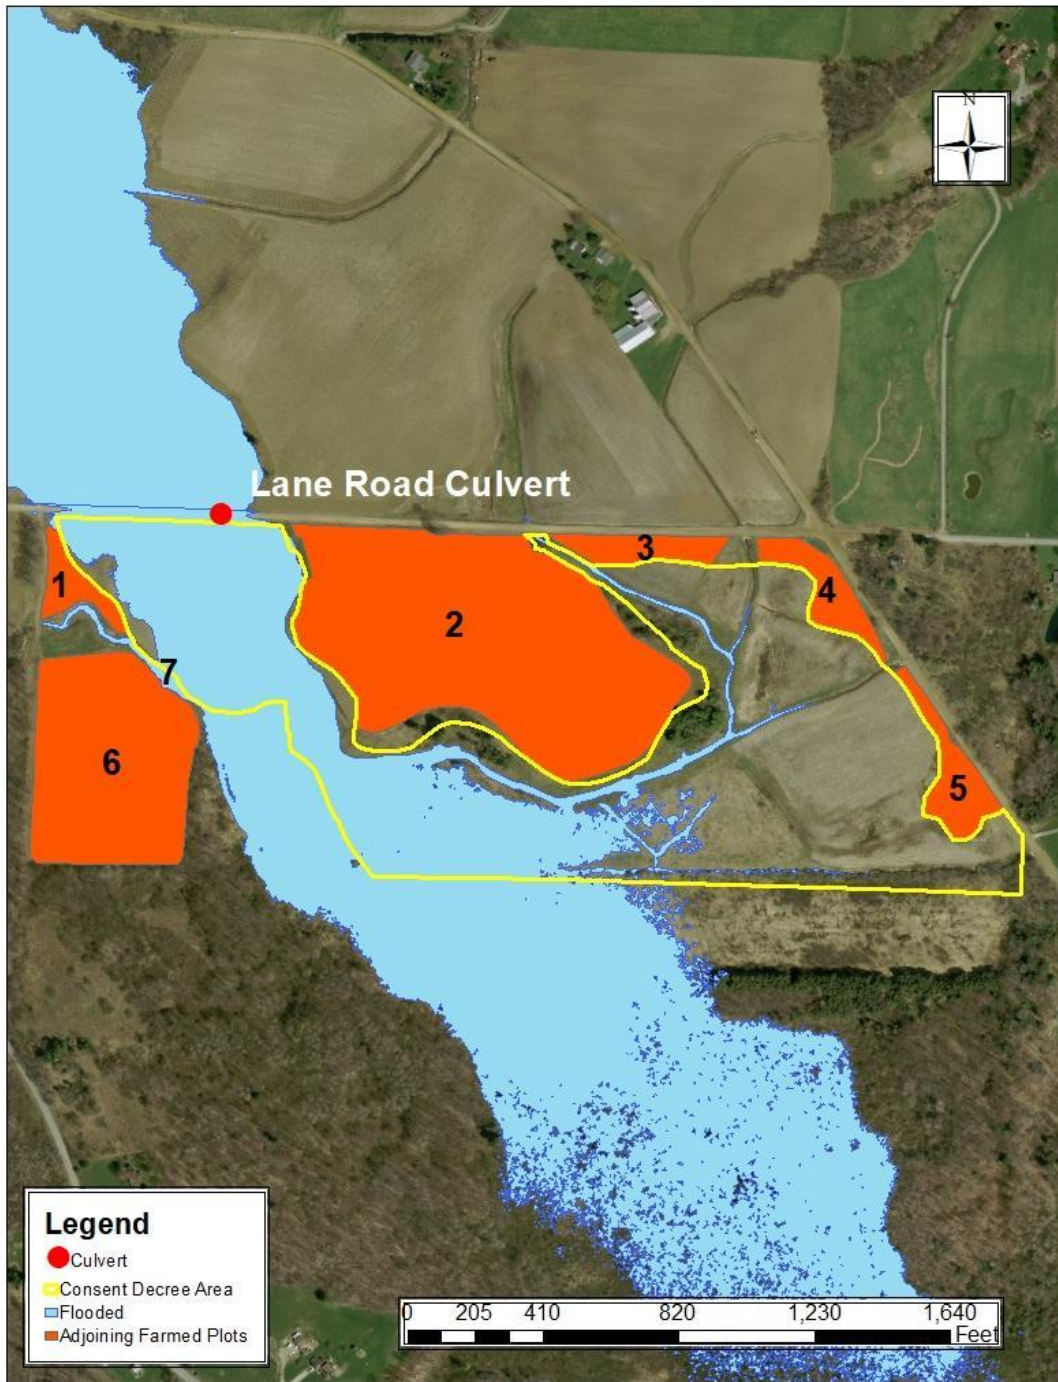 N
Lane Road Culvert
3
1
4
2
7
6
5
Legend
Culvert
Consent Decree Area
Flooded
Adjoining Farmed Plots
0 205 410 820 1,230 1,640
Feet